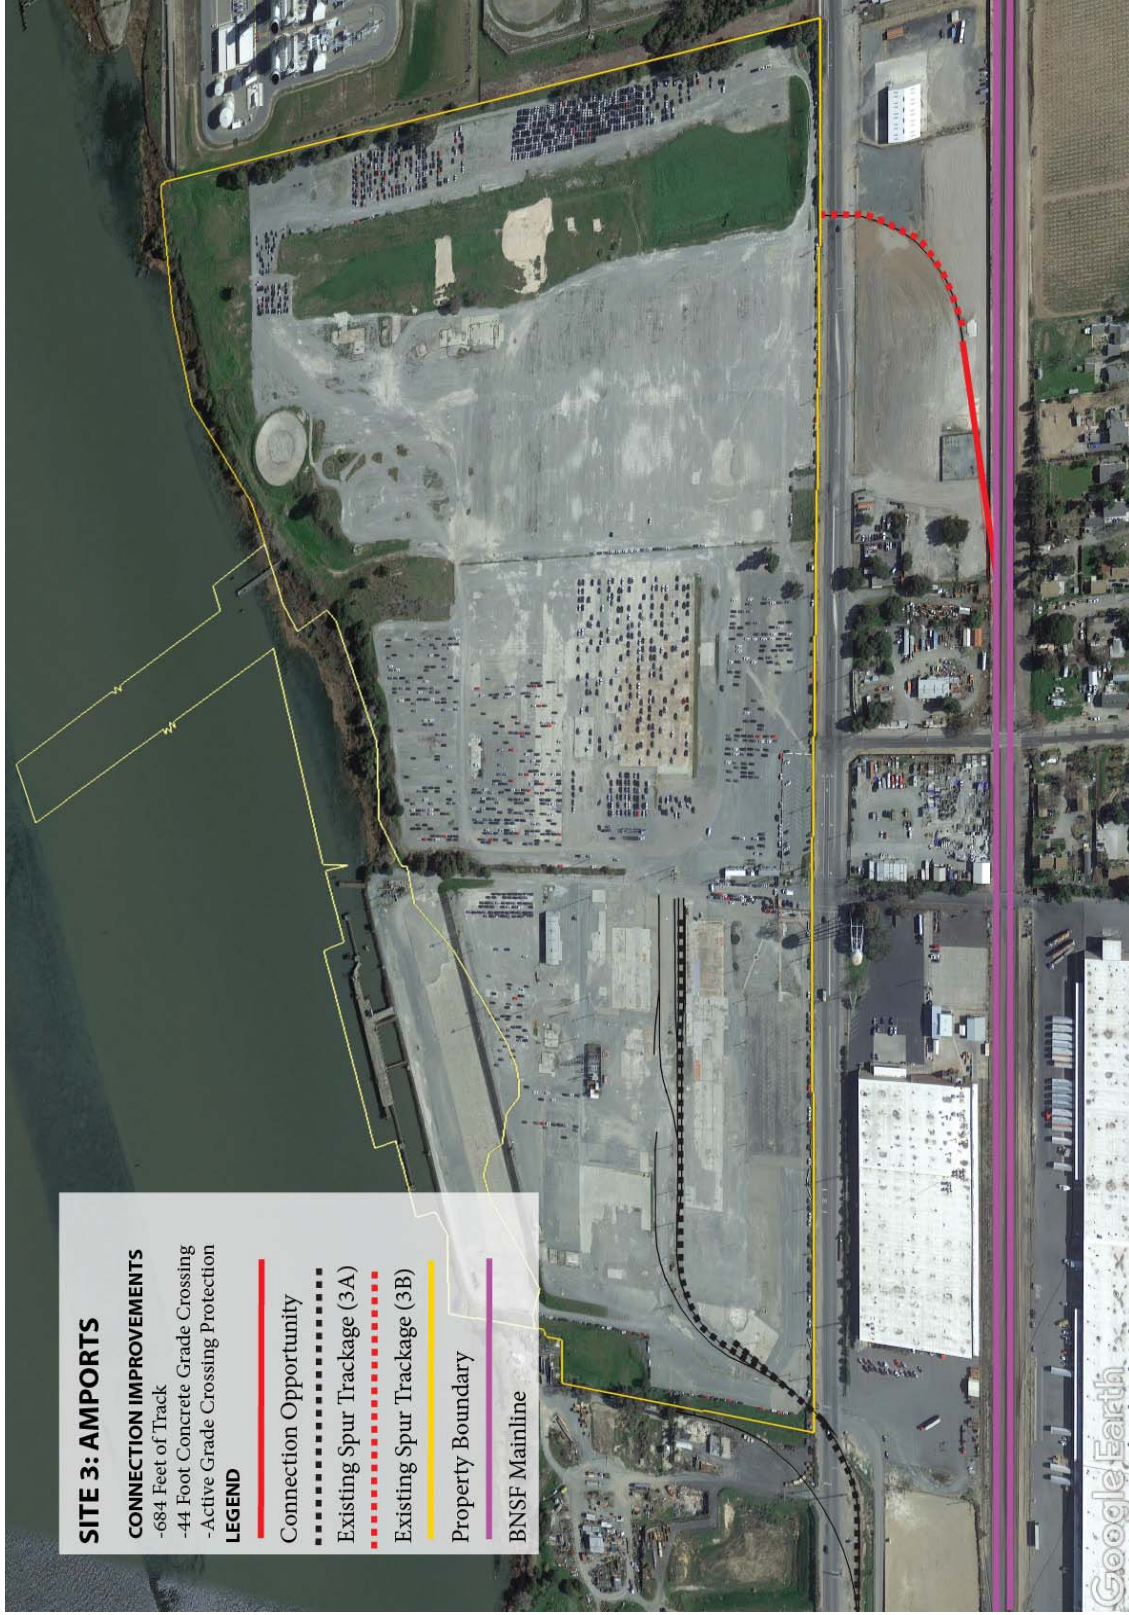 SITE 3: AMPORTS
CONNECTION IMPROVEMENTS
-684 Feet of Track
-44 Foot Concrete Grade Crossing
-Active Grade Crossing Protection
LEGEND
Connection Opportunity
Existing Spur Trackage (3A)
Existing Spur Trackage (3B)
Property Boundary
BNSF Mainline
Google Earth